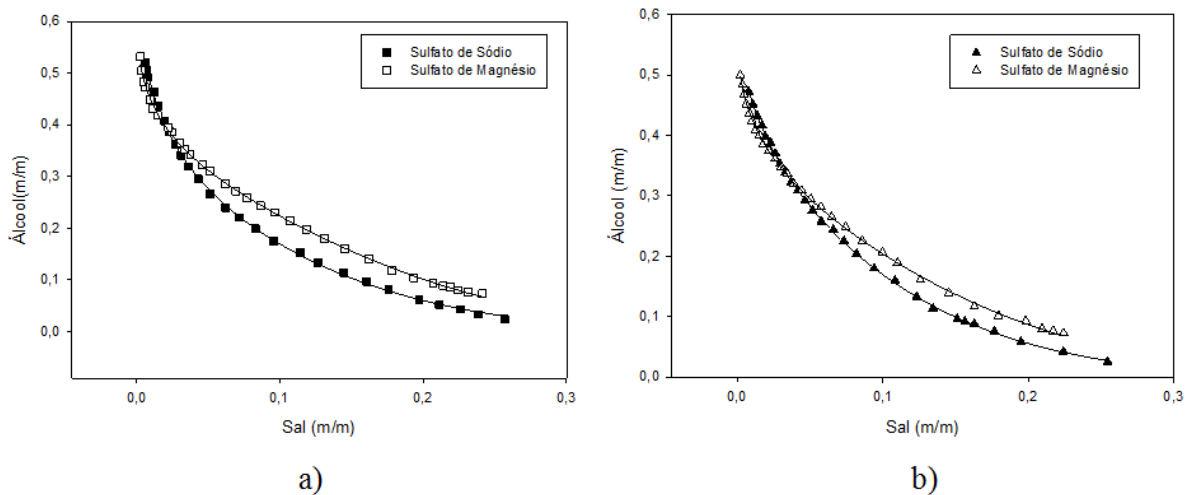 0,6
0,5
0,4
0,3
0,2
0,1
0,0
Álcool(m/m)
Sulfato de Sódio
Sulfato de Magnésio
0,0
0,1
0,2
0,3
Sal (m/m)
a)
0,6
0,5
0,4
0,3
0,2
0,1
0,0
Álcool (m/m)
Sulfato de Sódio
Sulfato de Magnésio
0,0
0,1
0,2
0,3
Sal (m/m)
b)